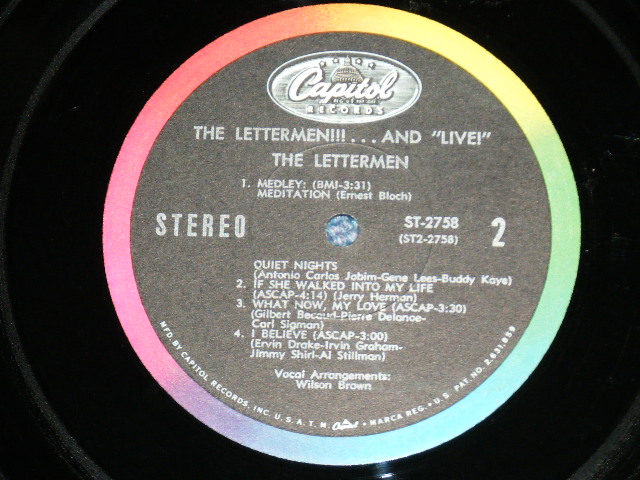 Capitol
RECORDS
THE LETTERMEN!!! . . . AND "LIVE!"
THE LETTERMEN
1. MEDLEY: (BMI-3:31)
MEDITATION (Ernest Bloch)
STEREO
ST-2758
(ST2-2758)
2
QUIET NIGHTS
(Antonio Carlos Jobim-Gene Lees-Buddy Kaye)
2. IF SHE WALKED INTO MY LIFE
(ASCAP-4:14) (Jerry Herman)
3. WHAT NOW, MY LOVE (ASCAP-3:30)
(Gilbert Becaud-Pierre Delanoe-
Carl Sigman)
4. I BELIEVE (ASCAP-3:00)
(Ervin Drake-Irvin Graham-
Jimmy Shirl-Al Stillman)
Vocal Arrangements:
Wilson Brown
MFD. BY CAPITOL RECORDS, INC. U.S.A. T.M. Capitol • MARCA REG. • U.S. PAT. NO. 2,631,859